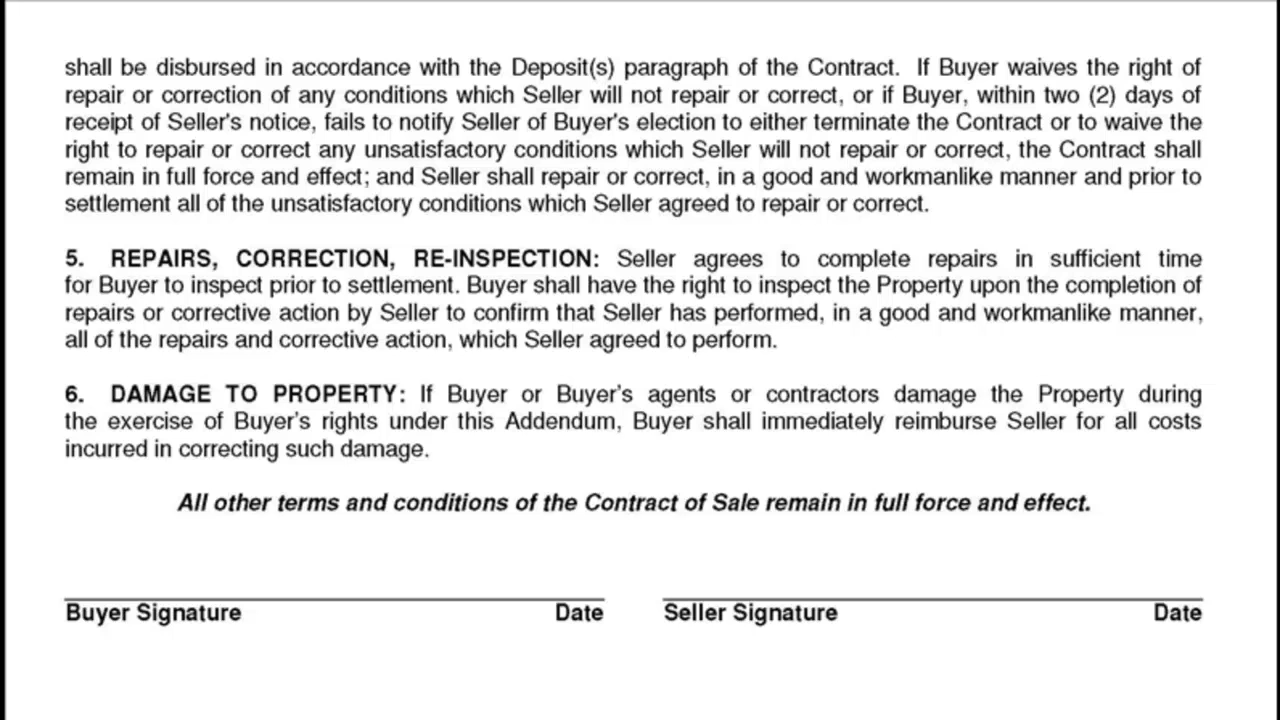 shall be disbursed in accordance with the Deposit(s) paragraph of the Contract. If Buyer waives the right of
repair or correction of any conditions which Seller will not repair or correct, or if Buyer, within two (2) days of
receipt of Seller's notice, fails to notify Seller of Buyer's election to either terminate the Contract or to waive the
right to repair or correct any unsatisfactory conditions which Seller will not repair or correct, the Contract shall
remain in full force and effect; and Seller shall repair or correct, in a good and workmanlike manner and prior to
settlement all of the unsatisfactory conditions which Seller agreed to repair or correct.
5. REPAIRS, CORRECTION, RE-INSPECTION: Seller agrees to complete repairs in sufficient time
for Buyer to inspect prior to settlement. Buyer shall have the right to inspect the Property upon the completion of
repairs or corrective action by Seller to confirm that Seller has performed, in a good and workmanlike manner,
all of the repairs and corrective action, which Seller agreed to perform.
6. DAMAGE TO PROPERTY: If Buyer or Buyer's agents or contractors damage the Property during
the exercise of Buyer's rights under this Addendum, Buyer shall immediately reimburse Seller for all costs
incurred in correcting such damage.
All other terms and conditions of the Contract of Sale remain in full force and effect.
Buyer Signature Date Seller Signature Date